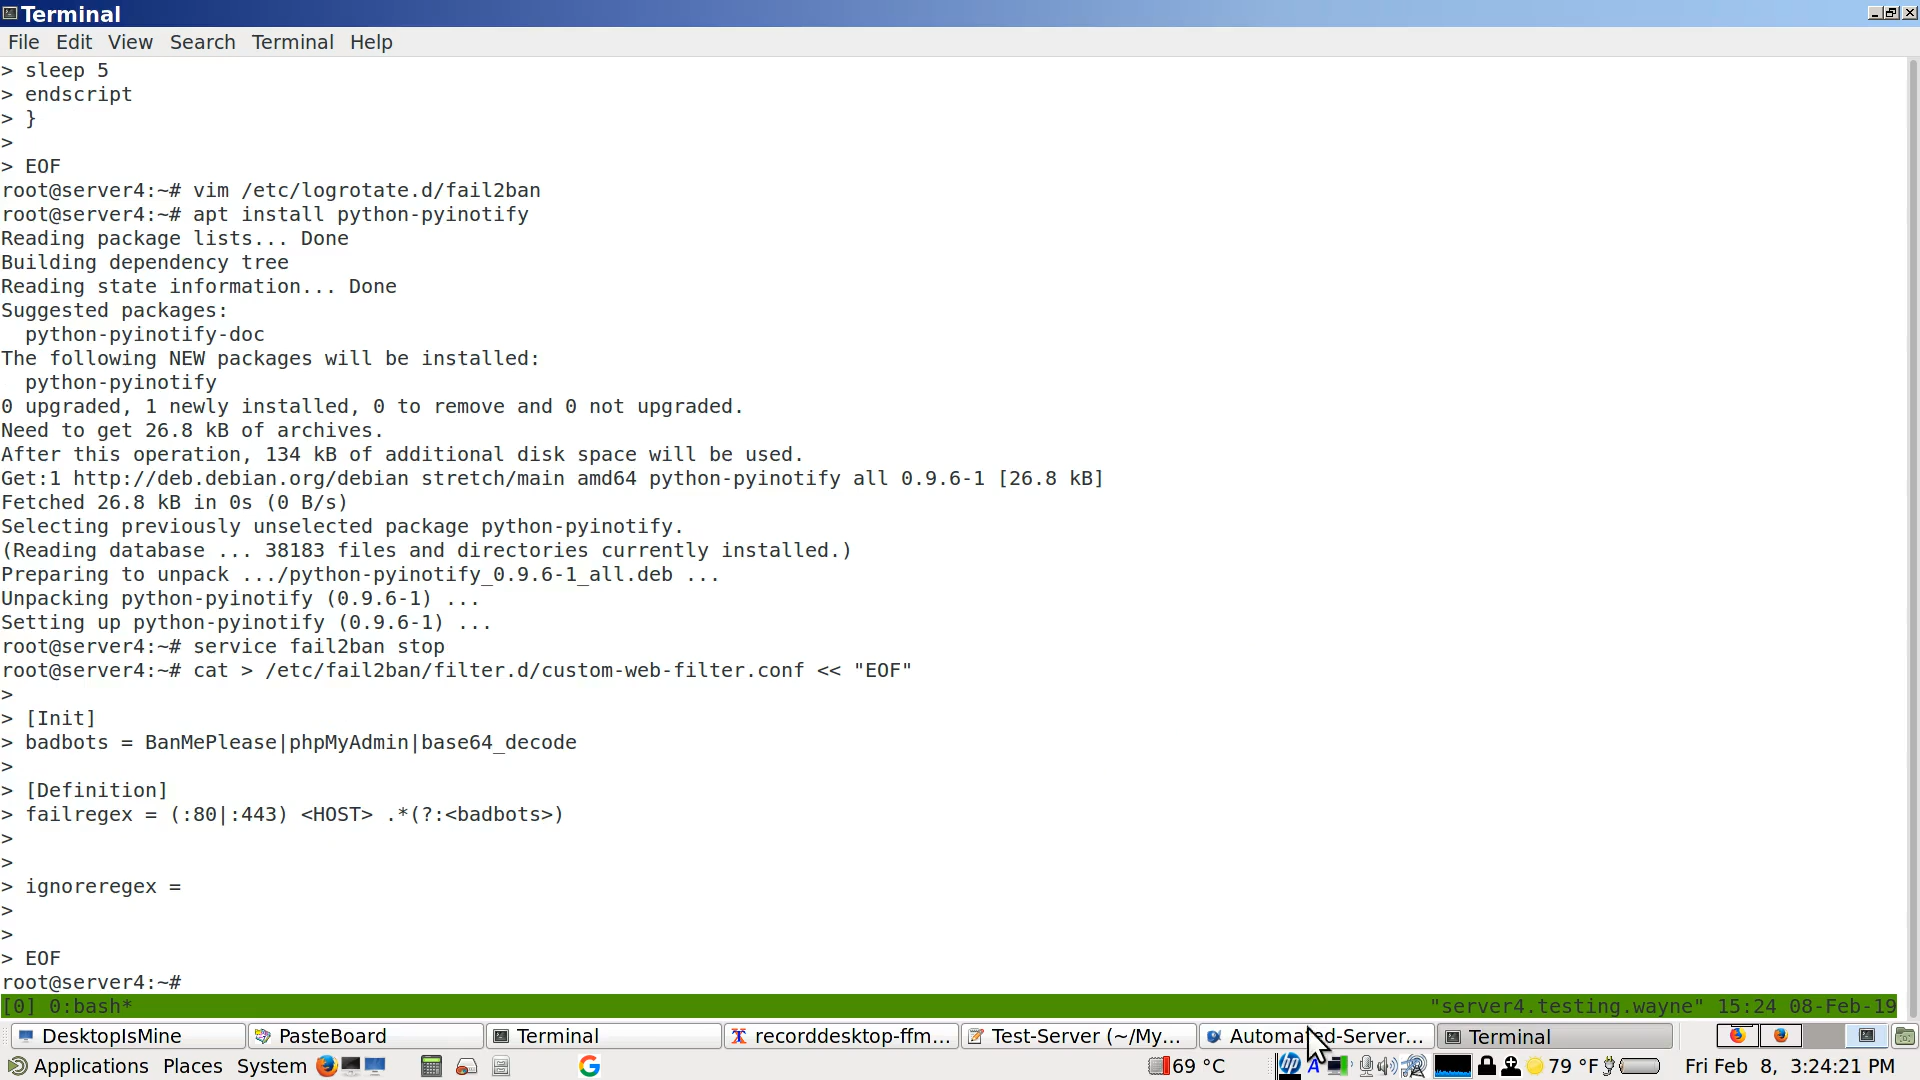 Terminal
File Edit View Search Terminal Help
> sleep 5
> endscript
> }
>
> EOF
root@server4:~# vim /etc/logrotate.d/fail2ban
root@server4:~# apt install python-pyinotify
Reading package lists... Done
Building dependency tree
Reading state information... Done
Suggested packages:
  python-pyinotify-doc
The following NEW packages will be installed:
  python-pyinotify
0 upgraded, 1 newly installed, 0 to remove and 0 not upgraded.
Need to get 26.8 kB of archives.
After this operation, 134 kB of additional disk space will be used.
Get:1 http://deb.debian.org/debian stretch/main amd64 python-pyinotify all 0.9.6-1 [26.8 kB]
Fetched 26.8 kB in 0s (0 B/s)
Selecting previously unselected package python-pyinotify.
(Reading database ... 38183 files and directories currently installed.)
Preparing to unpack .../python-pyinotify_0.9.6-1_all.deb ...
Unpacking python-pyinotify (0.9.6-1) ...
Setting up python-pyinotify (0.9.6-1) ...
root@server4:~# service fail2ban stop
root@server4:~# cat > /etc/fail2ban/filter.d/custom-web-filter.conf << "EOF"
>
> [Init]
> badbots = BanMePlease|phpMyAdmin|base64_decode
>
> [Definition]
> failregex = (:80|:443) <HOST> .*(?:<badbots>)
>
>
> ignoreregex =
>
>
> EOF
root@server4:~#
[0] 0:bash* "server4.testing.wayne" 15:24 08-Feb-19
DesktopIsMine PasteBoard Terminal recorddesktop-ffm... Test-Server (~/My... Automated-Server... Terminal
Applications Places System 69 °C hp A 79 °F Fri Feb 8, 3:24:21 PM